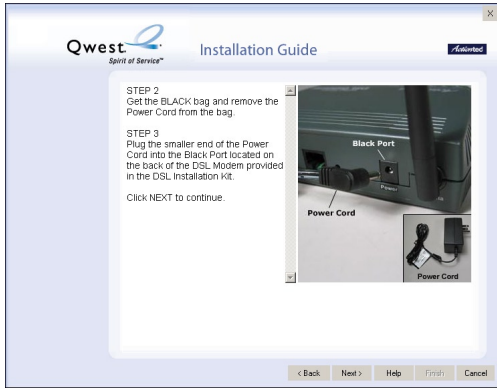 Qwest.
Spirit of Service™
Installation Guide
Actiontec
STEP 2
Get the BLACK bag and remove the
Power Cord from the bag.
STEP 3
Plug the smaller end of the Power
Cord into the Black Port located on
the back of the DSL Modem provided
in the DSL Installation Kit.
Click NEXT to continue.
Black Port
Power
Power Cord
Power Cord
< Back
Next >
Help
Finish
Cancel